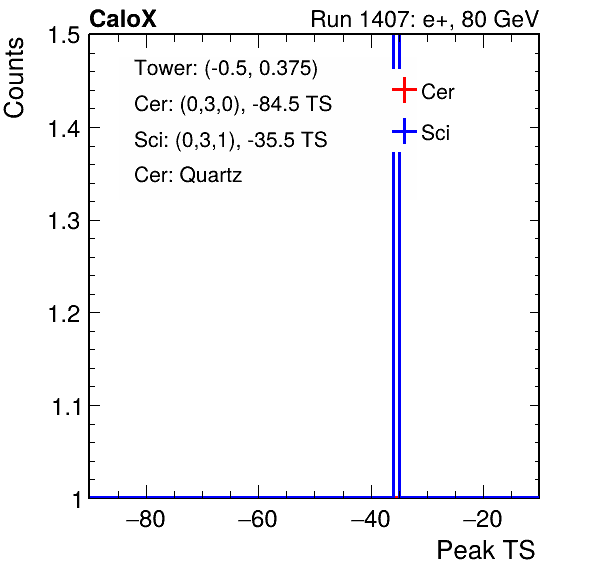 CaloX Run 1407: e+, 80 GeV
Counts
1.5
1.4
1.3
1.2
1.1
1
Tower: (-0.5, 0.375)
Cer: (0,3,0), -84.5 TS
Sci: (0,3,1), -35.5 TS
Cer: Quartz
Cer
Sci
−80 −60 −40 −20
Peak TS